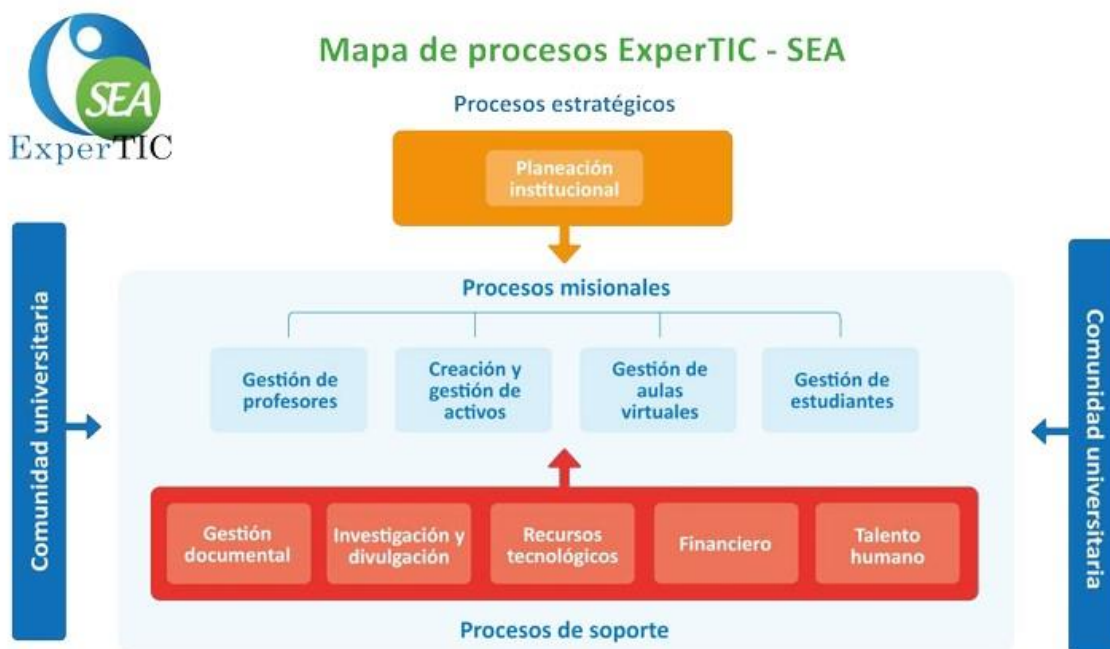 SEA
ExperTIC
Mapa de procesos ExperTIC - SEA
Procesos estratégicos
Planeación
institucional
Comunidad universitaria
Procesos misionales
Gestión de
profesores
Creación y
gestión de
activos
Gestión de
aulas
virtuales
Gestión de
estudiantes
Gestión
documental
Investigación y
divulgación
Recursos
tecnológicos
Financiero
Talento
humano
Procesos de soporte
Comunidad universitaria